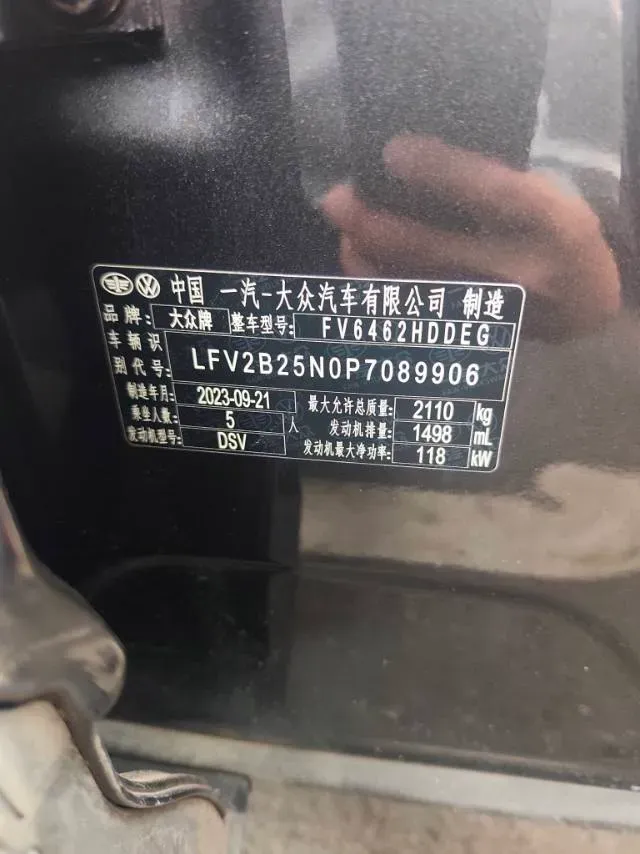 中国 一汽-大众汽车有限公司 制造
品牌: 大众牌 整车型号: FV6462HDDEG
车辆识别代号: LFV2B25N0P7089906
制造年月: 2023-09-21 最大允许总质量: 2110 kg
乘坐人数: 5 人 发动机排量: 1498 mL
发动机型号: DSV 发动机最大净功率: 118 kW